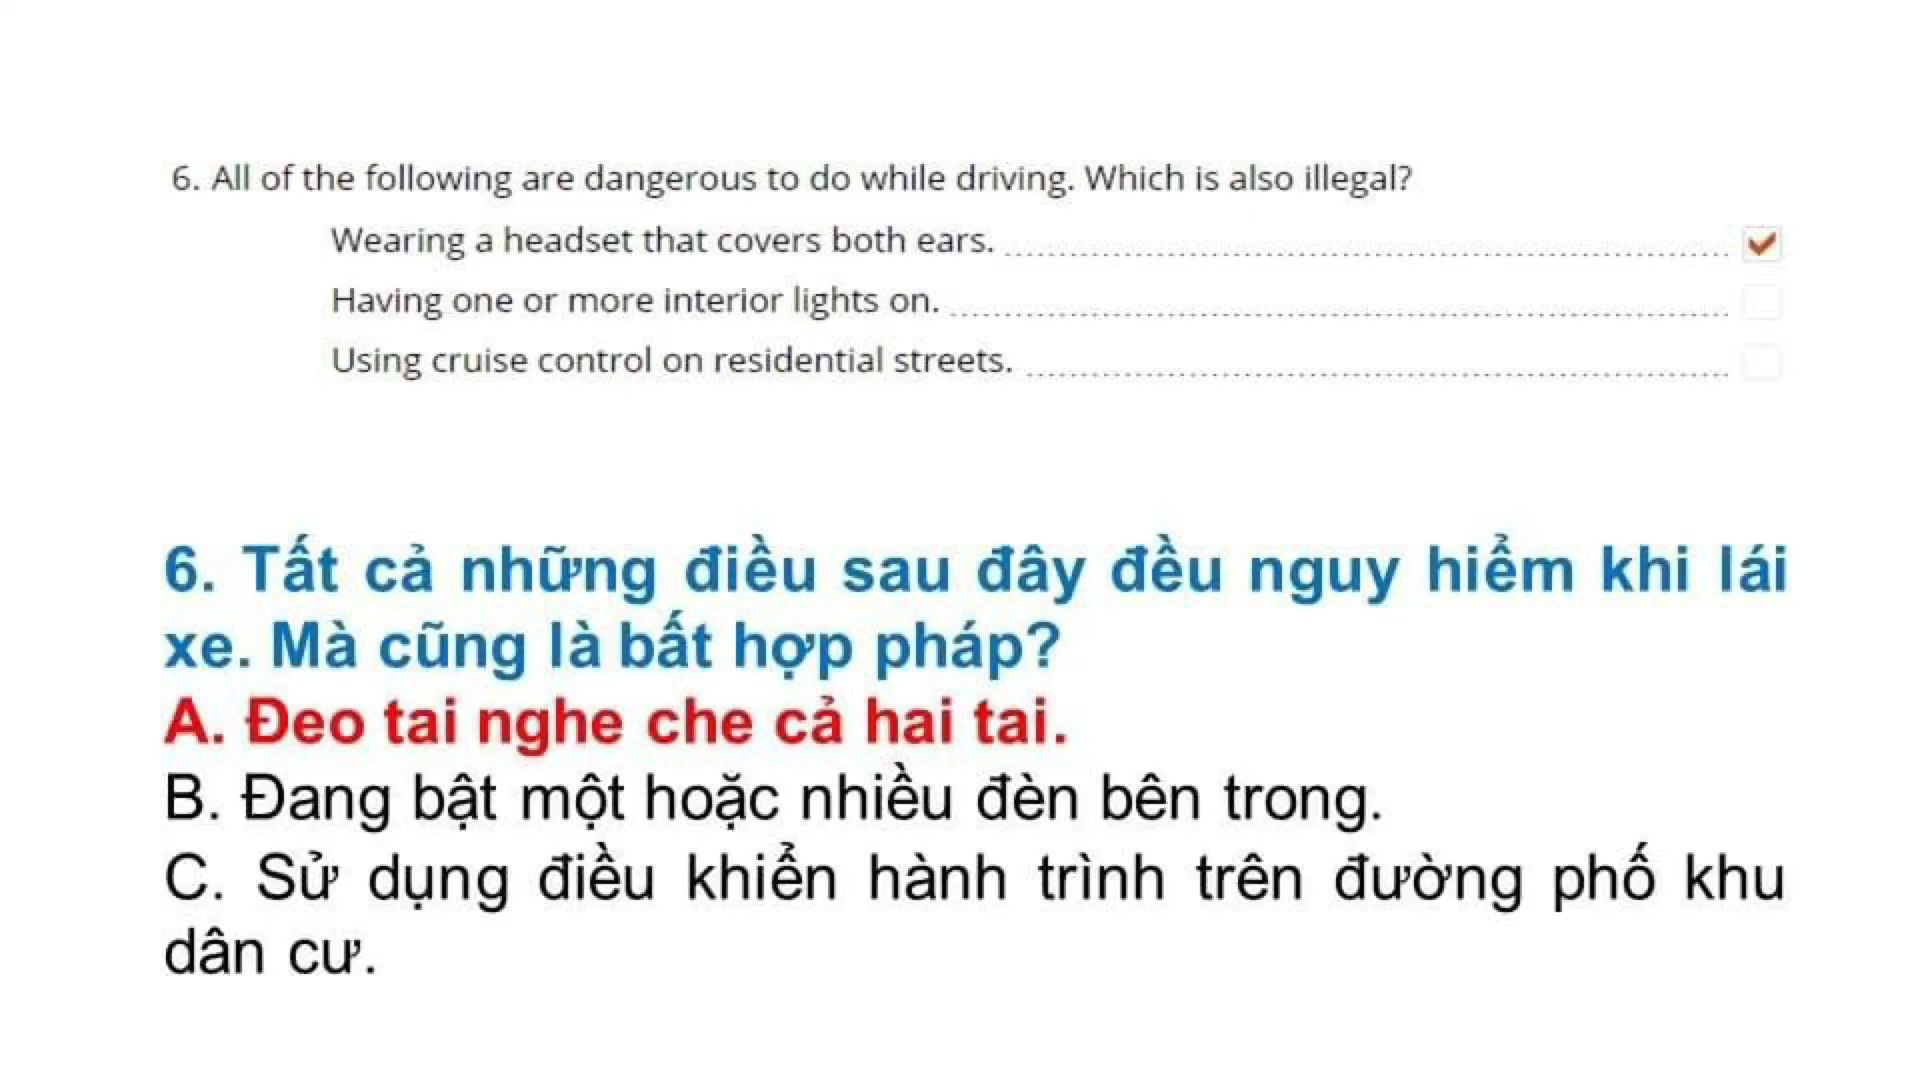 6. All of the following are dangerous to do while driving. Which is also illegal?
Wearing a headset that covers both ears.
Having one or more interior lights on.
Using cruise control on residential streets.
6. Tất cả những điều sau đây đều nguy hiểm khi lái
xe. Mà cũng là bất hợp pháp?
A. Đeo tai nghe che cả hai tai.
B. Đang bật một hoặc nhiều đèn bên trong.
C. Sử dụng điều khiển hành trình trên đường phố khu
dân cư.